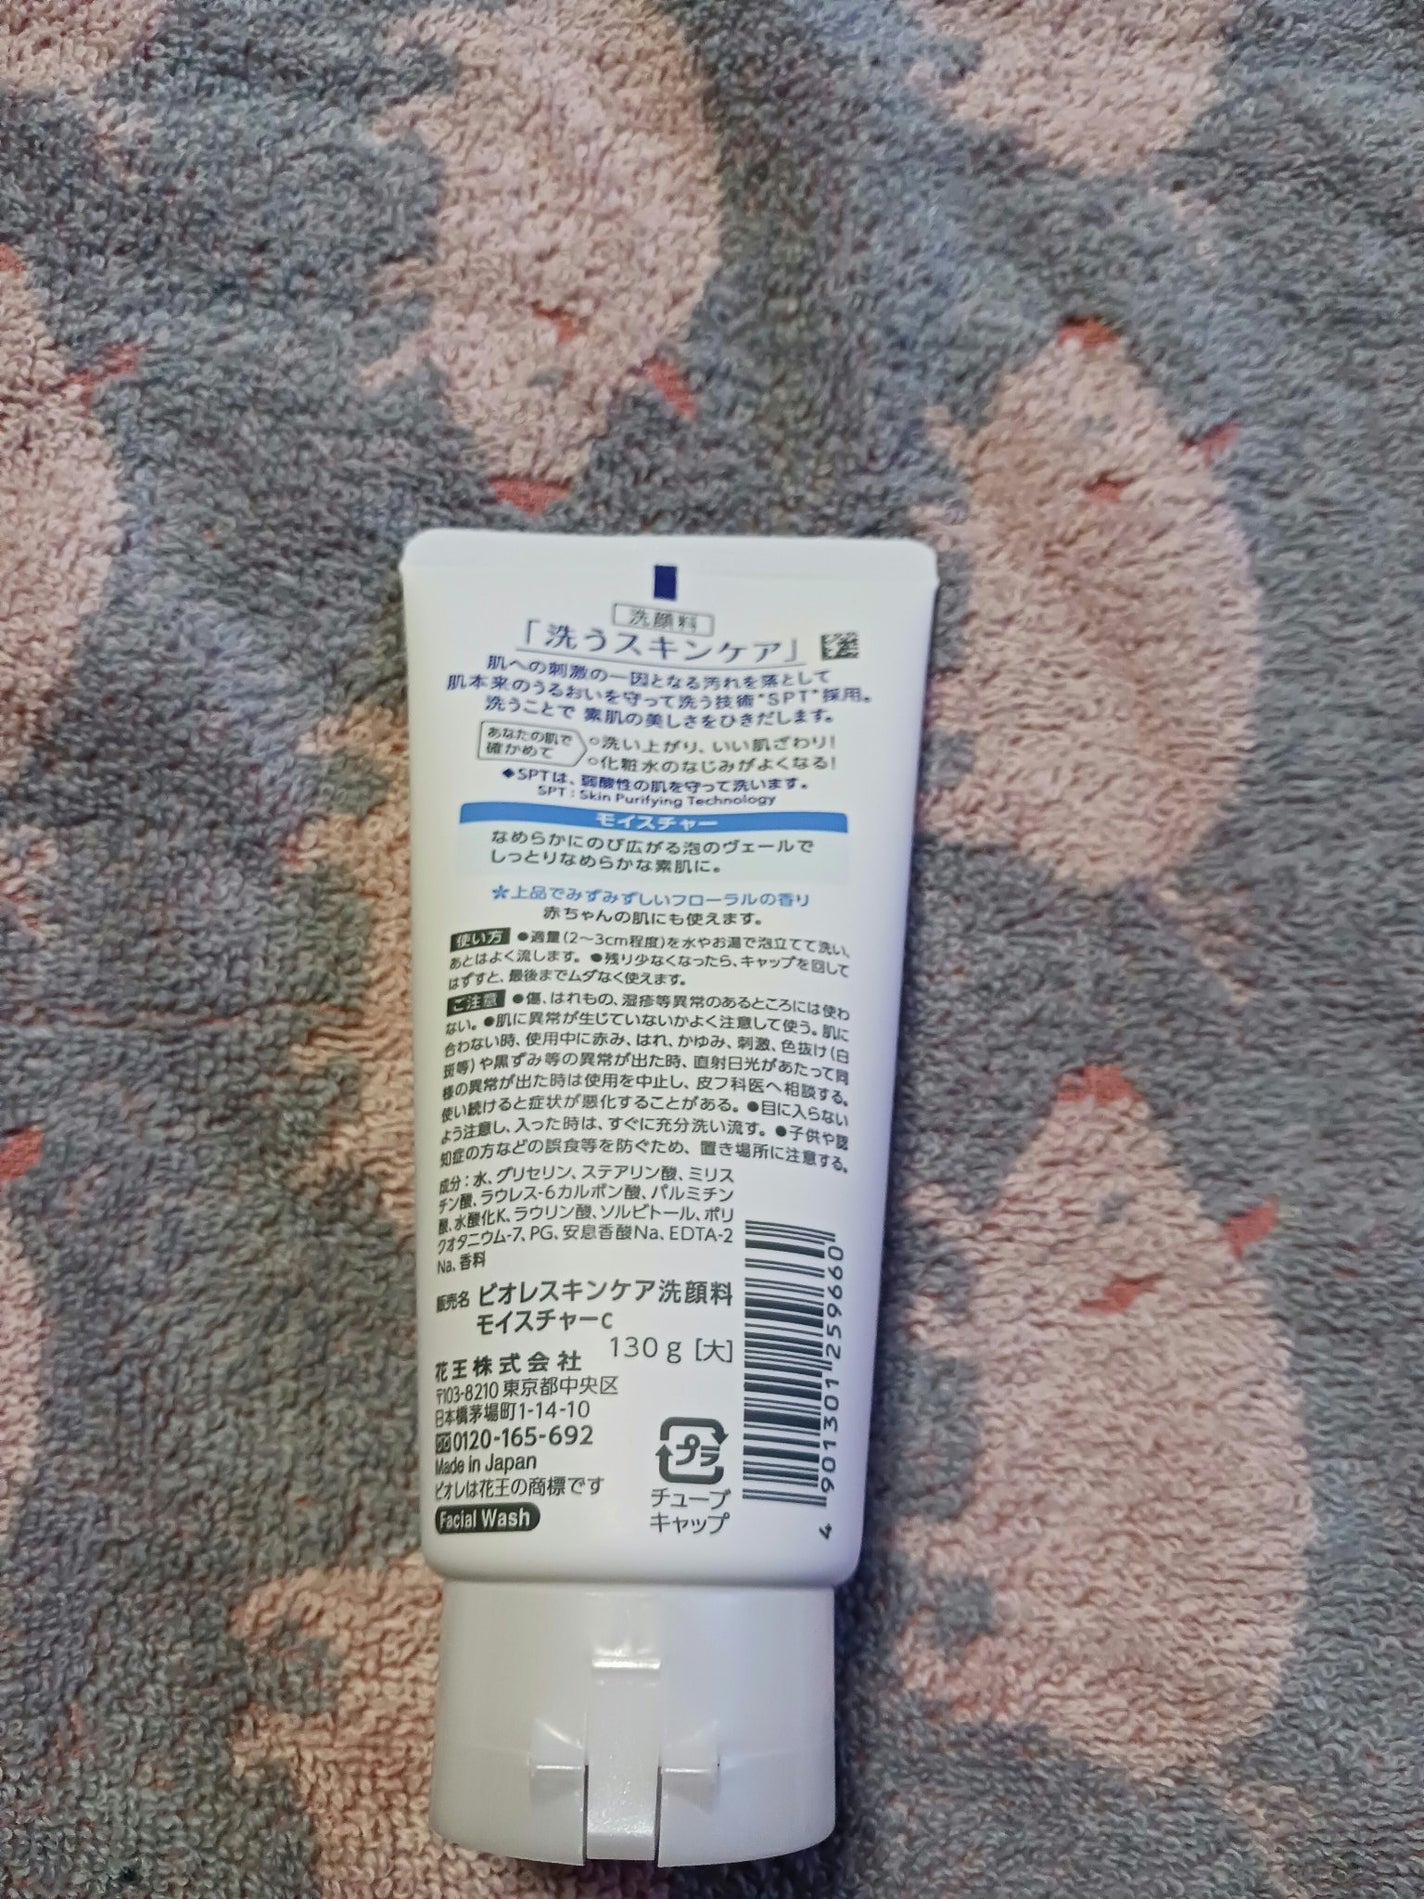 洗顔料
「洗うスキンケア」
肌への刺激の一因となる汚れを落として
肌本来のうるおいを守って洗う技術*SPT*採用。
洗うことで 素肌の美しさをひきだします。
あなたの肌で
確かめて
○洗い上がり、いい肌ざわり!
○化粧水のなじみがよくなる!
◆SPTは、弱酸性の肌を守って洗います。
SPT : Skin Purifying Technology
モイスチャー
なめらかにのび広がる泡のヴェールで
しっとりなめらかな素肌に。
*上品でみずみずしいフローラルの香り
赤ちゃんの肌にも使えます。
使い方 ●適量(2〜3cm程度)を水やお湯で泡立てて洗い、
あとはよく流します。●残り少なくなったら、キャップを回して
はずすと、最後までムダなく使えます。
ご注意 ●傷、はれもの、湿疹等異常のあるところには使わ
ない。●肌に異常が生じていないかよく注意して使う。肌に
合わない時、使用中に赤み、はれ、かゆみ、刺激、色抜け(白
斑等)や黒ずみ等の異常が出た時、直射日光があたって同
様の異常が出た時は使用を中止し、皮フ科医へ相談する。
使い続けると症状が悪化することがある。●目に入らない
よう注意し、入った時は、すぐに充分洗い流す。●子供や認
知症の方などの誤食等を防ぐため、置き場所に注意する。
成分:水、グリセリン、ステアリン酸、ミリス
チン酸、ラウレス-6カルボン酸、パルミチン
酸、水酸化K、ラウリン酸、ソルビトール、ポリ
クオタニウム-7、PG、安息香酸Na、EDTA-2
Na、香料
販売名 ビオレスキンケア洗顔料
モイスチャーc
130g [大]
花王株式会社
〒103-8210 東京都中央区
日本橋茅場町1-14-10
0120-165-692
Made in Japan
ビオレは花王の商標です
Facial Wash
プラ
チューブ
キャップ
4 901301 259660